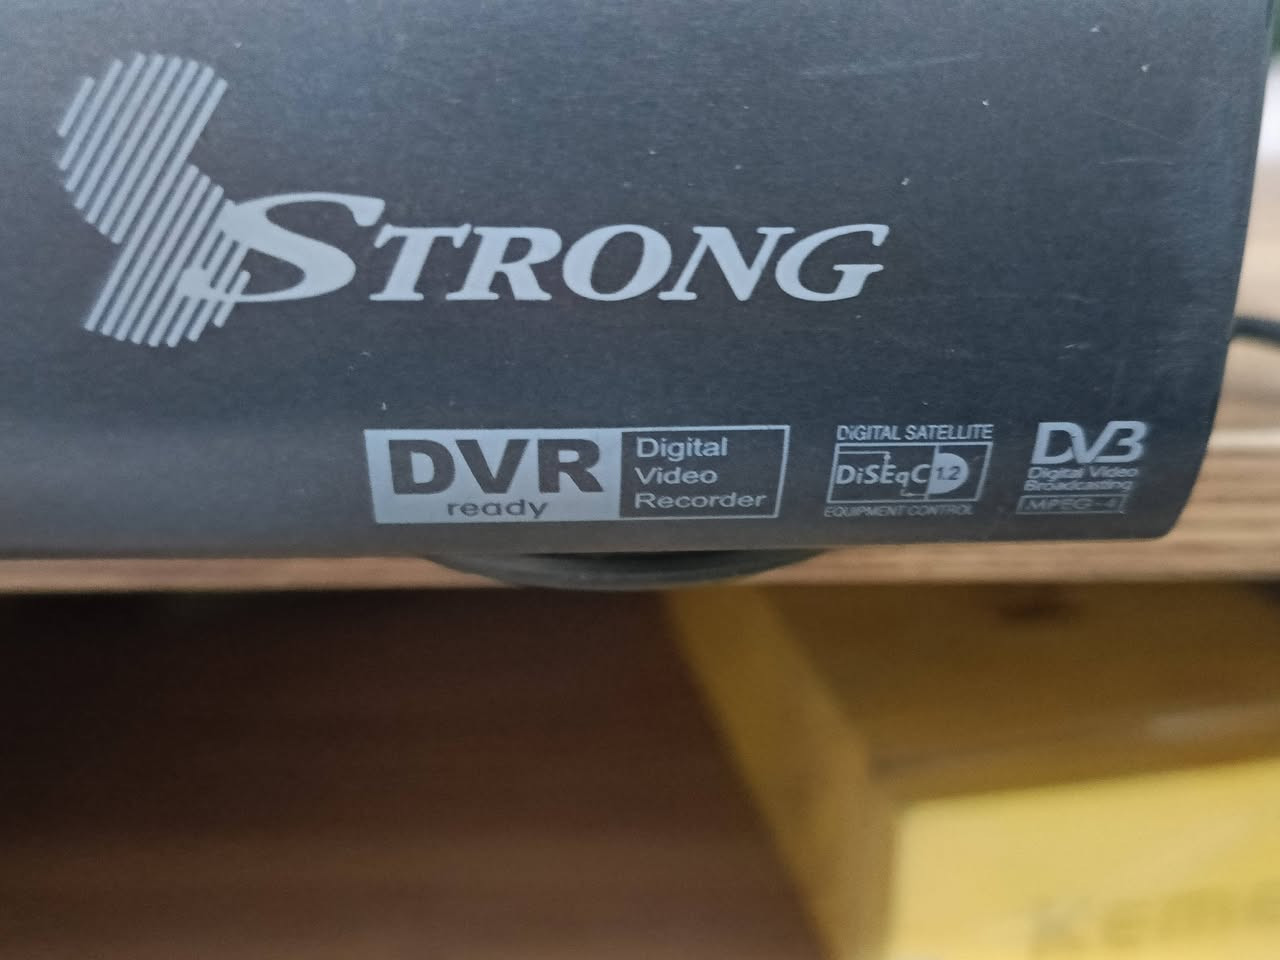 STRONG
DVR
ready
Digital
Video
Recorder
DiGITAL SATELLITE
DiSEqC 1.2
EQUIPMENT CONTROL
DVB
Digital Video
Broadcasting
MPEG-4